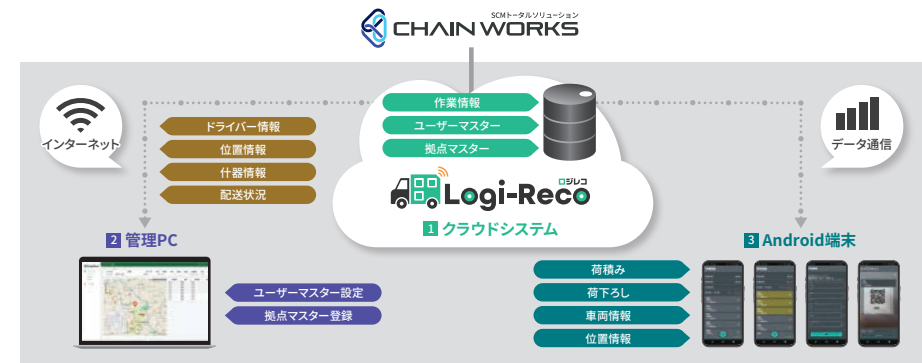 SCMトータルソリューション
CHAIN WORKS
インターネット
データ通信
作業情報
ユーザーマスター
拠点マスター
ドライバー情報
位置情報
什器情報
配送状況
ロジレコ
Logi-Reco
1 クラウドシステム
2 管理PC
ユーザーマスター設定
拠点マスター登録
3 Android端末
荷積み
荷下ろし
車両情報
位置情報